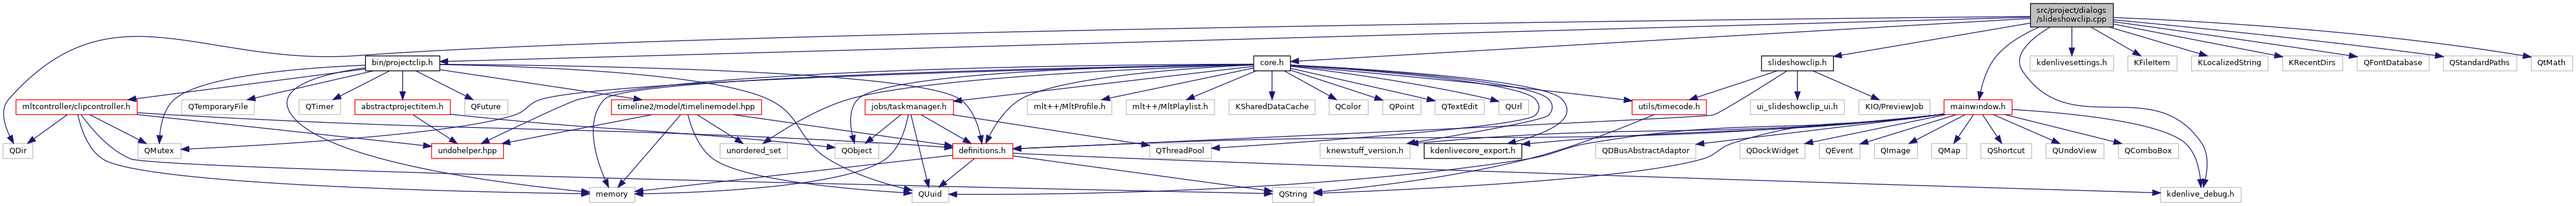 src/project/dialogs
/slideshowclip.cpp
bin/projectclip.h
core.h
slideshowclip.h
kdenlivesettings.h
KFileItem
KLocalizedString
KRecentDirs
QFontDatabase
QStandardPaths
QtMath
mltcontroller/clipcontroller.h
QTemporaryFile
QTimer
abstractprojectitem.h
QFuture
timeline2/model/timelinemodel.hpp
jobs/taskmanager.h
mlt++/MltProfile.h
mlt++/MltPlaylist.h
KSharedDataCache
QColor
QPoint
QTextEdit
QUrl
utils/timecode.h
ui_slideshowclip_ui.h
KIO/PreviewJob
mainwindow.h
QDir
QMutex
undohelper.hpp
unordered_set
QObject
definitions.h
QThreadPool
knewstuff_version.h
kdenlivecore_export.h
QDBusAbstractAdaptor
QDockWidget
QEvent
QImage
QMap
QShortcut
QUndoView
QComboBox
memory
QUuid
QString
kdenlive_debug.h